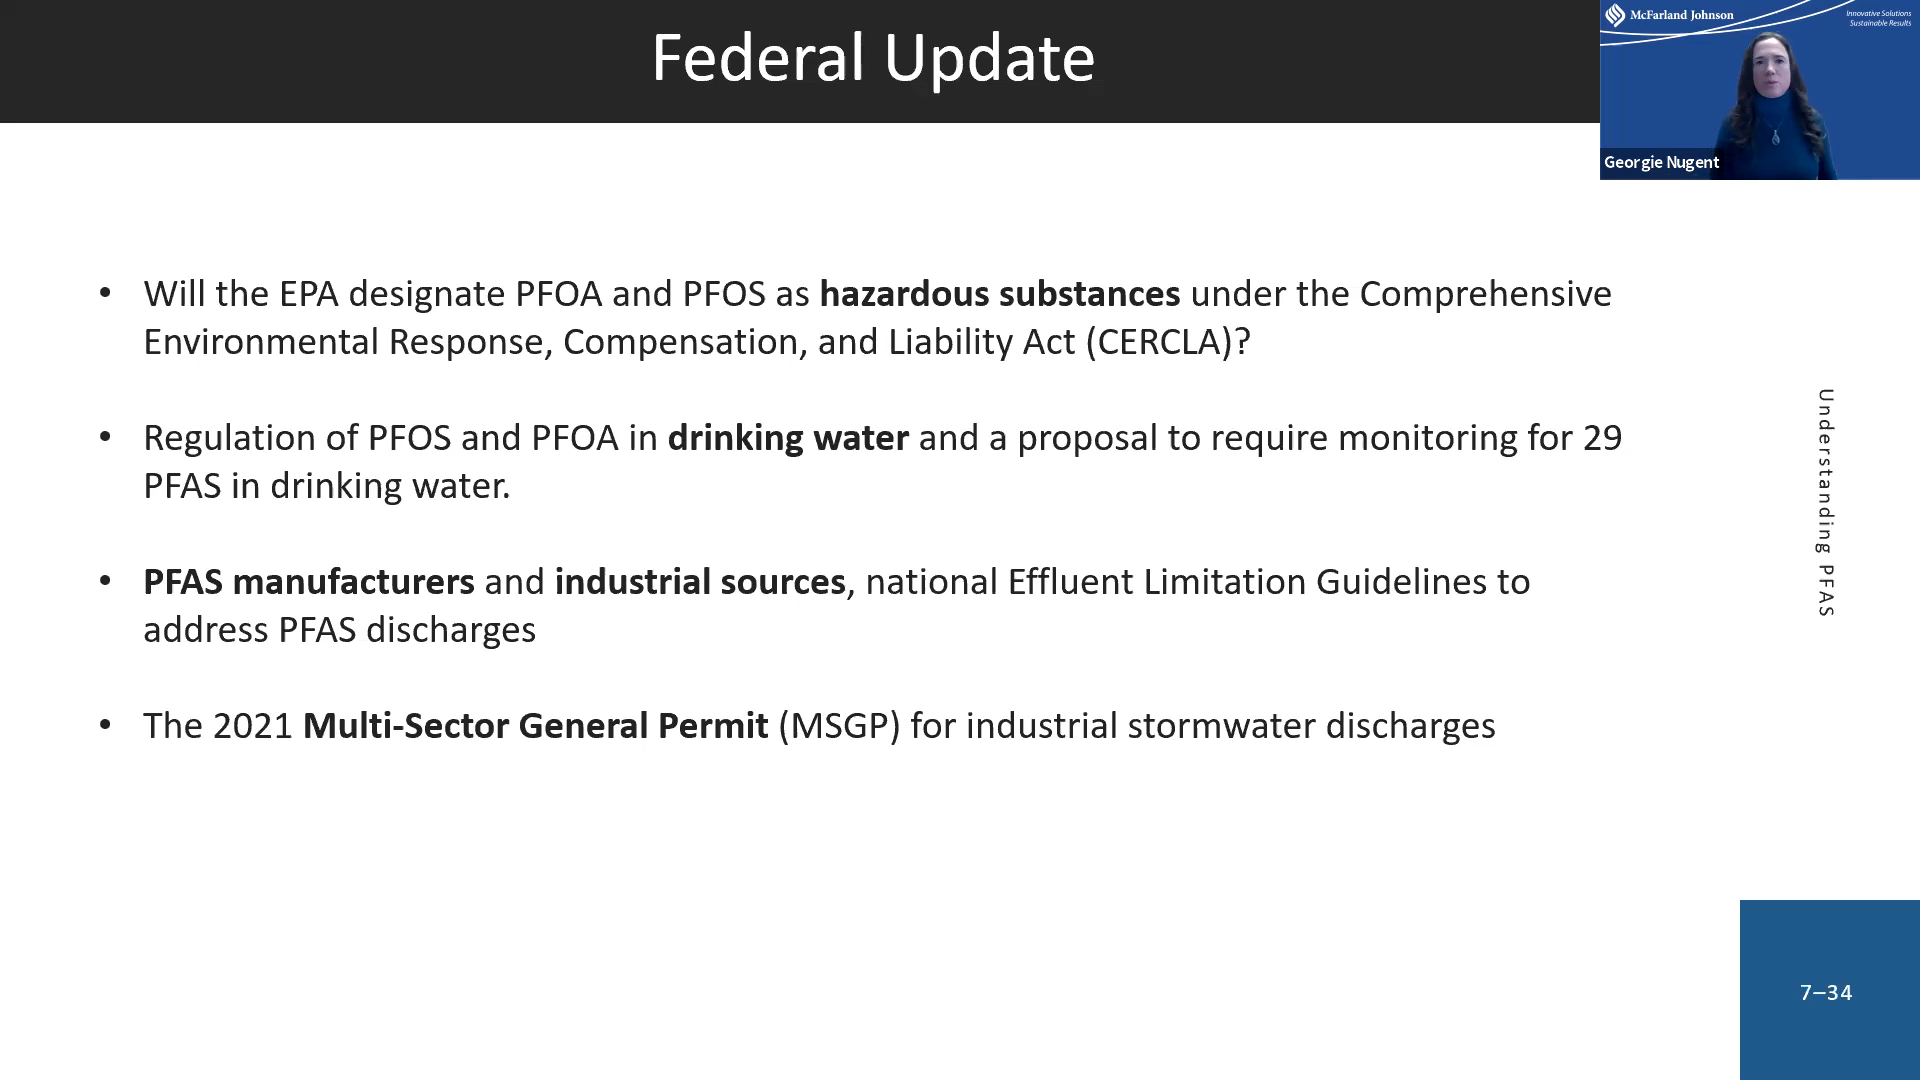 Federal Update
McFarland Johnson
Innovative Solutions
Sustainable Results
Georgie Nugent
• Will the EPA designate PFOA and PFOS as hazardous substances under the Comprehensive
Environmental Response, Compensation, and Liability Act (CERCLA)?
• Regulation of PFOS and PFOA in drinking water and a proposal to require monitoring for 29
PFAS in drinking water.
• PFAS manufacturers and industrial sources, national Effluent Limitation Guidelines to
address PFAS discharges
• The 2021 Multi-Sector General Permit (MSGP) for industrial stormwater discharges
Understanding PFAS
7–34